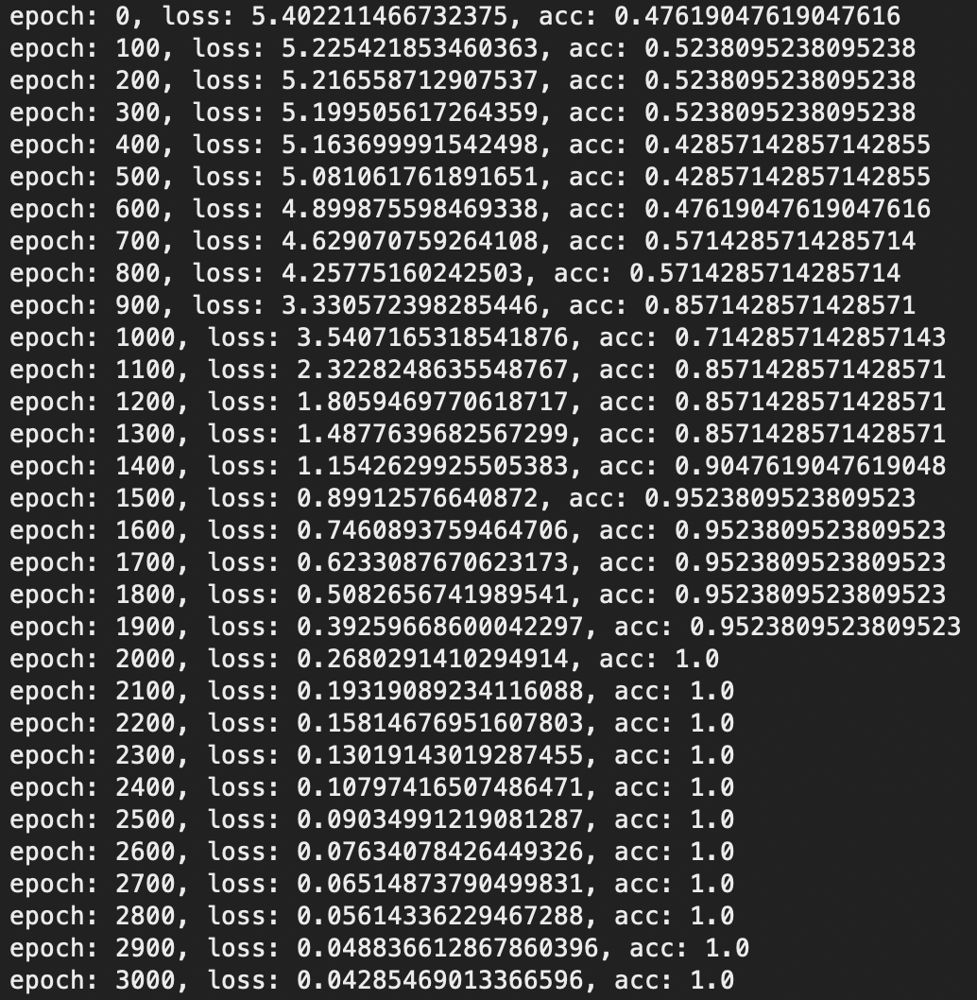 epoch: 0, loss: 5.402211466732375, acc: 0.47619047619047616
epoch: 100, loss: 5.225421853460363, acc: 0.5238095238095238
epoch: 200, loss: 5.216558712907537, acc: 0.5238095238095238
epoch: 300, loss: 5.199505617264359, acc: 0.5238095238095238
epoch: 400, loss: 5.163699991542498, acc: 0.42857142857142855
epoch: 500, loss: 5.081061761891651, acc: 0.42857142857142855
epoch: 600, loss: 4.899875598469338, acc: 0.47619047619047616
epoch: 700, loss: 4.629070759264108, acc: 0.5714285714285714
epoch: 800, loss: 4.25775160242503, acc: 0.5714285714285714
epoch: 900, loss: 3.330572398285446, acc: 0.8571428571428571
epoch: 1000, loss: 3.5407165318541876, acc: 0.7142857142857143
epoch: 1100, loss: 2.3228248635548767, acc: 0.8571428571428571
epoch: 1200, loss: 1.8059469770618717, acc: 0.8571428571428571
epoch: 1300, loss: 1.4877639682567299, acc: 0.8571428571428571
epoch: 1400, loss: 1.1542629925505383, acc: 0.9047619047619048
epoch: 1500, loss: 0.89912576640872, acc: 0.9523809523809523
epoch: 1600, loss: 0.7460893759464706, acc: 0.9523809523809523
epoch: 1700, loss: 0.6233087670623173, acc: 0.9523809523809523
epoch: 1800, loss: 0.5082656741989541, acc: 0.9523809523809523
epoch: 1900, loss: 0.39259668600042297, acc: 0.9523809523809523
epoch: 2000, loss: 0.2680291410294914, acc: 1.0
epoch: 2100, loss: 0.19319089234116088, acc: 1.0
epoch: 2200, loss: 0.15814676951607803, acc: 1.0
epoch: 2300, loss: 0.13019143019287455, acc: 1.0
epoch: 2400, loss: 0.10797416507486471, acc: 1.0
epoch: 2500, loss: 0.09034991219081287, acc: 1.0
epoch: 2600, loss: 0.07634078426449326, acc: 1.0
epoch: 2700, loss: 0.06514873790499831, acc: 1.0
epoch: 2800, loss: 0.05614336229467288, acc: 1.0
epoch: 2900, loss: 0.048836612867860396, acc: 1.0
epoch: 3000, loss: 0.04285469013366596, acc: 1.0